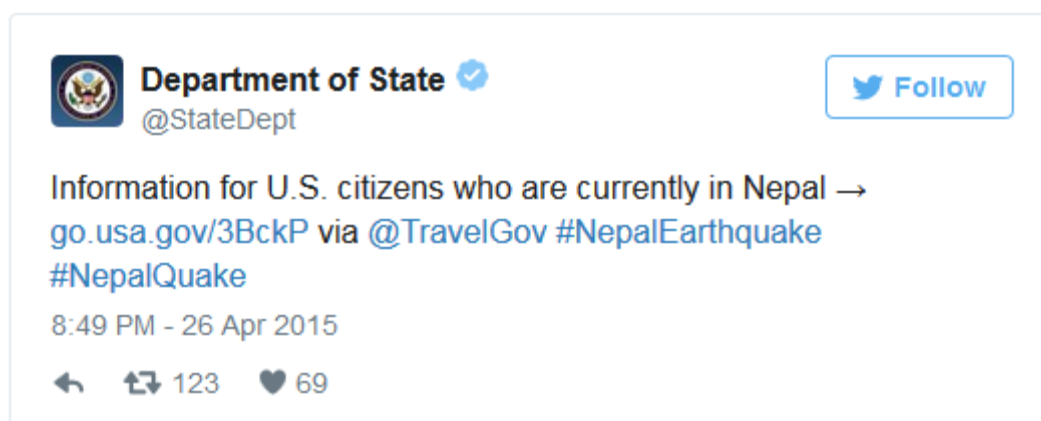 Department of State
@StateDept
Follow
Information for U.S. citizens who are currently in Nepal →
go.usa.gov/3BckP via @TravelGov #NepalEarthquake
#NepalQuake
8:49 PM - 26 Apr 2015
123 69